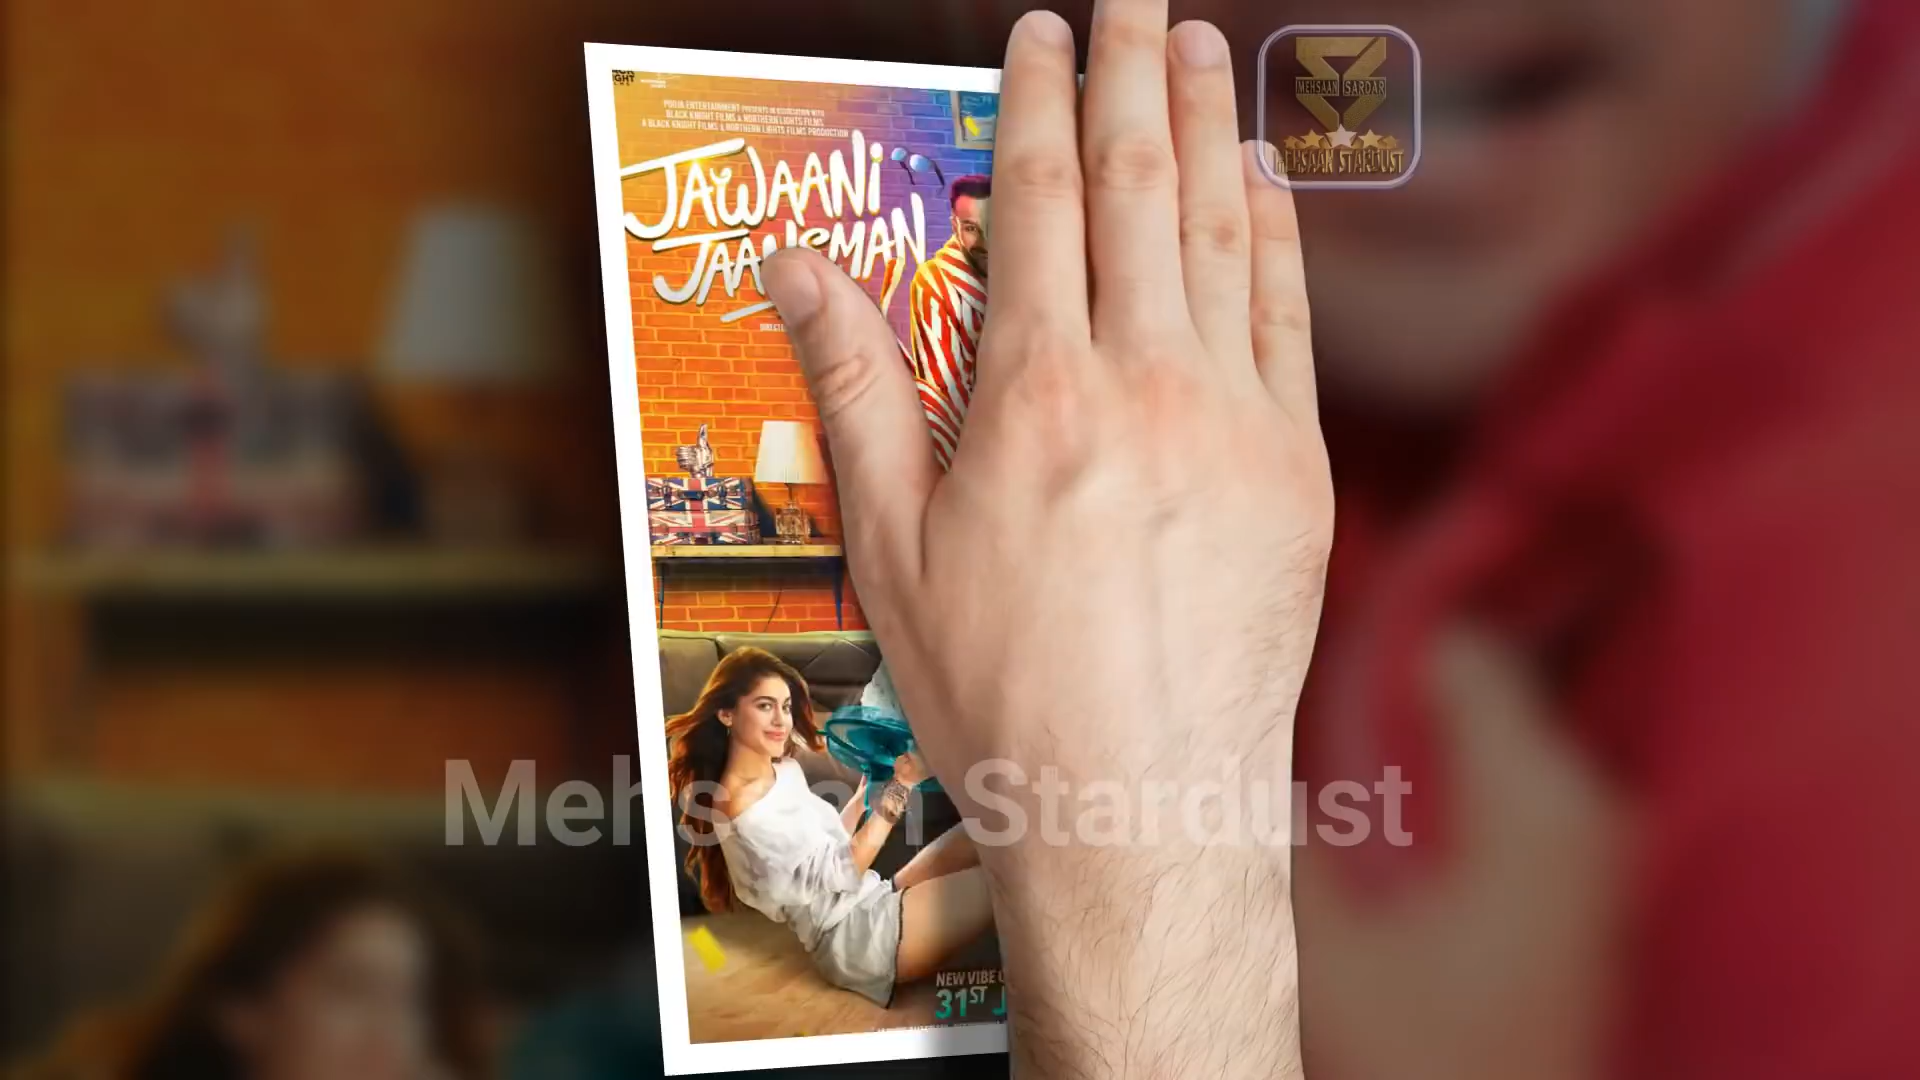 POOJA ENTERTAINMENT PRESENTS IN ASSOCIATION WITH
BLACK KNIGHT FILMS & NORTHERN LIGHTS FILMS
A BLACK KNIGHT FILMS & NORTHERN LIGHTS FILMS PRODUCTION
JAWAANI
JAANEMAN
NEW VIBE
31ST J
MEHSAAN SARDAR
MEHSAAN STARDUST
Mehsaan Stardust